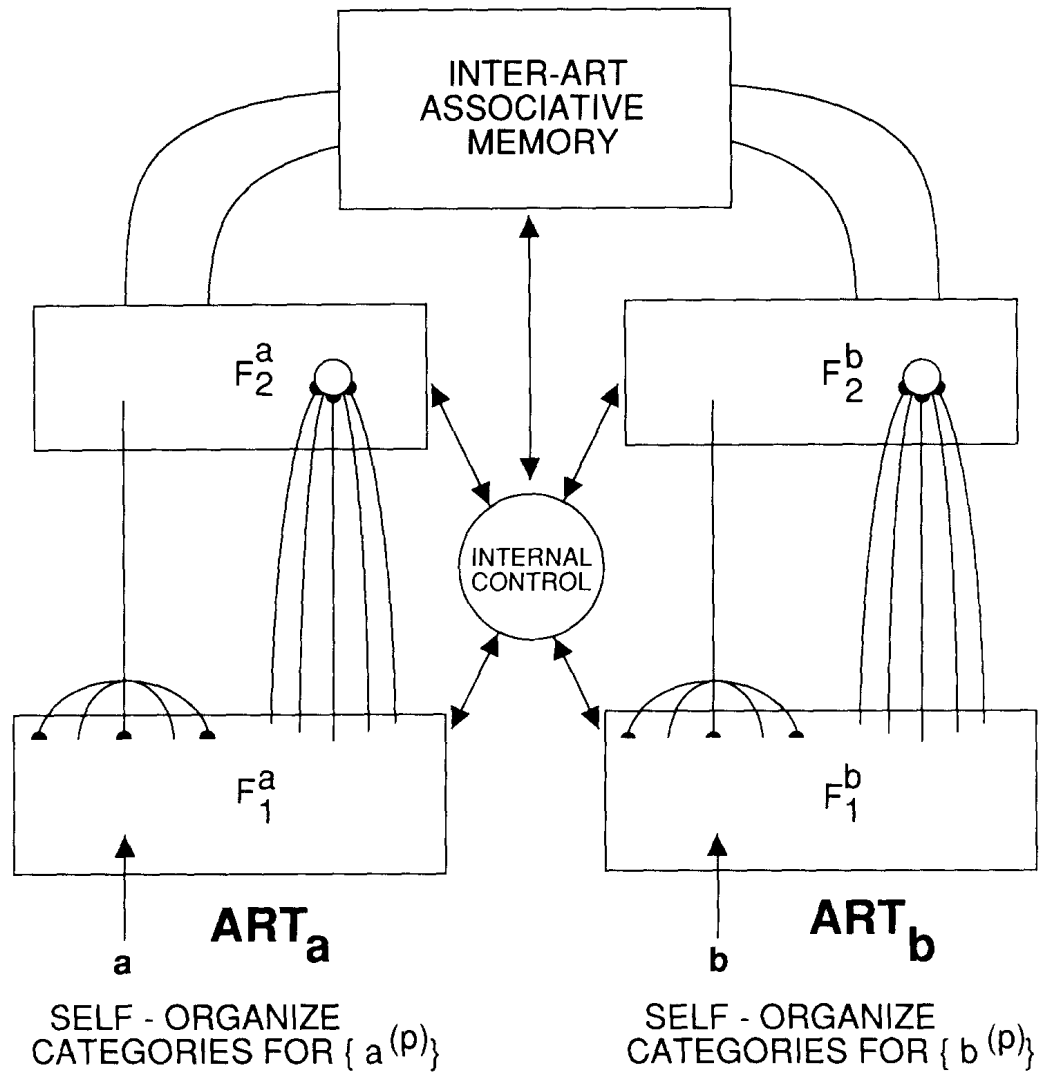 INTER-ART
ASSOCIATIVE
MEMORY
F₂ᵃ
F₂ᵇ
INTERNAL
CONTROL
F₁ᵃ
F₁ᵇ
ARTₐ
ART_b
a
b
SELF - ORGANIZE
CATEGORIES FOR { a⁽ᵖ⁾}
SELF - ORGANIZE
CATEGORIES FOR { b⁽ᵖ⁾}